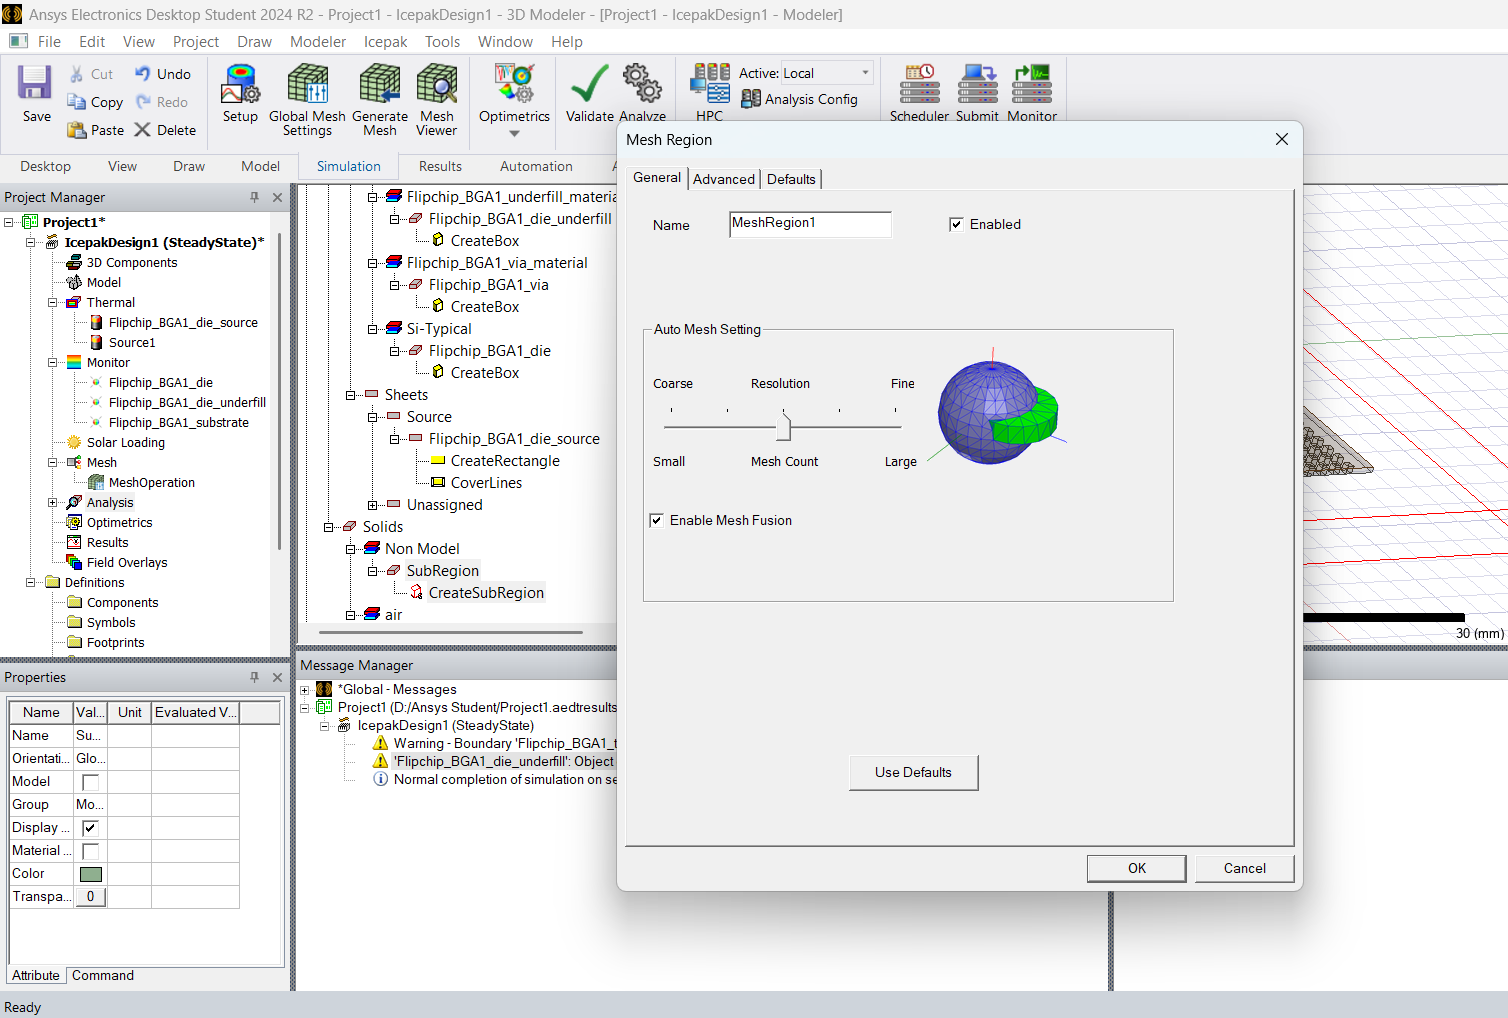 Ansys Electronics Desktop Student 2024 R2 - Project1 - IcepakDesign1 - 3D Modeler - [Project1 - IcepakDesign1 - Modeler]
File Edit View Project Draw Modeler Icepak Tools Window Help
Save
Cut
Copy
Paste
Undo
Redo
Delete
Setup
Global Mesh Settings
Generate Mesh
Mesh Viewer
Optimetrics
Validate
Analyze
HPC
Active: Local
Analysis Config
Scheduler
Submit
Monitor
Desktop View Draw Model Simulation Results Automation
Project Manager
Project1*
IcepakDesign1 (SteadyState)*
3D Components
Model
Thermal
Flipchip_BGA1_die_source
Source1
Monitor
Flipchip_BGA1_die
Flipchip_BGA1_die_underfill
Flipchip_BGA1_substrate
Solar Loading
Mesh
MeshOperation
Analysis
Optimetrics
Results
Field Overlays
Definitions
Components
Symbols
Footprints
Flipchip_BGA1_underfill_materia
Flipchip_BGA1_die_underfill
CreateBox
Flipchip_BGA1_via_material
Flipchip_BGA1_via
CreateBox
Si-Typical
Flipchip_BGA1_die
CreateBox
Sheets
Source
Flipchip_BGA1_die_source
CreateRectangle
CoverLines
Unassigned
Solids
Non Model
SubRegion
CreateSubRegion
air
Mesh Region
General Advanced Defaults
Name MeshRegion1 Enabled
Auto Mesh Setting
Coarse Resolution Fine
Small Mesh Count Large
Enable Mesh Fusion
Use Defaults
OK Cancel
30 (mm)
Properties
Name Val... Unit Evaluated V...
Name Su...
Orientati... Glo...
Model
Group Mo...
Display ...
Material ...
Color
Transpa... 0
Attribute Command
Message Manager
*Global - Messages
Project1 (D:/Ansys Student/Project1.aedtresults
IcepakDesign1 (SteadyState)
Warning - Boundary 'Flipchip_BGA1_t
'Flipchip_BGA1_die_underfill': Object
Normal completion of simulation on se
Ready